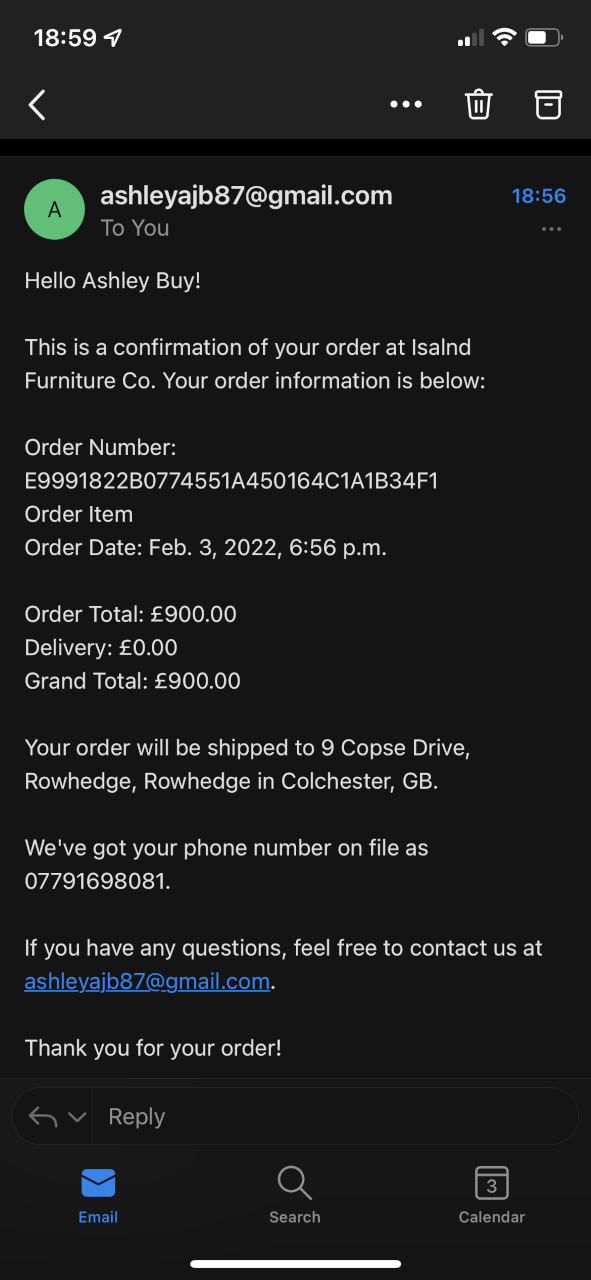 18:59
ashleyajb87@gmail.com
18:56
A
To You
Hello Ashley Buy!
This is a confirmation of your order at Isalnd
Furniture Co. Your order information is below:
Order Number:
E9991822B0774551A450164C1A1B34F1
Order Item
Order Date: Feb. 3, 2022, 6:56 p.m.
Order Total: £900.00
Delivery: £0.00
Grand Total: £900.00
Your order will be shipped to 9 Copse Drive,
Rowhedge, Rowhedge in Colchester, GB.
We've got your phone number on file as
07791698081.
If you have any questions, feel free to contact us at
ashleyajb87@gmail.com.
Thank you for your order!
Reply
3
Email
Search
Calendar